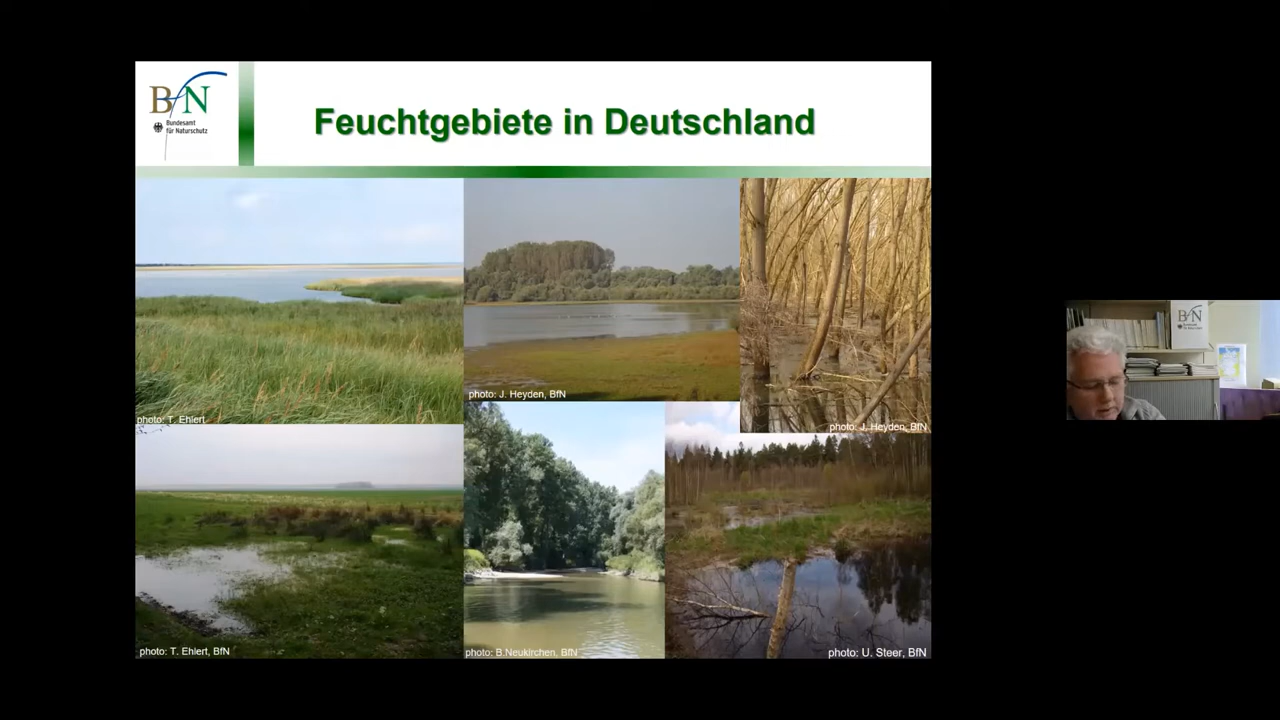 BfN
Bundesamt
für Naturschutz
Feuchtgebiete in Deutschland
photo: T. Ehlert
photo: J. Heyden, BfN
photo: J. Heyden, BfN
photo: T. Ehlert, BfN
photo: B.Neukirchen, BfN
photo: U. Steer, BfN
BfN